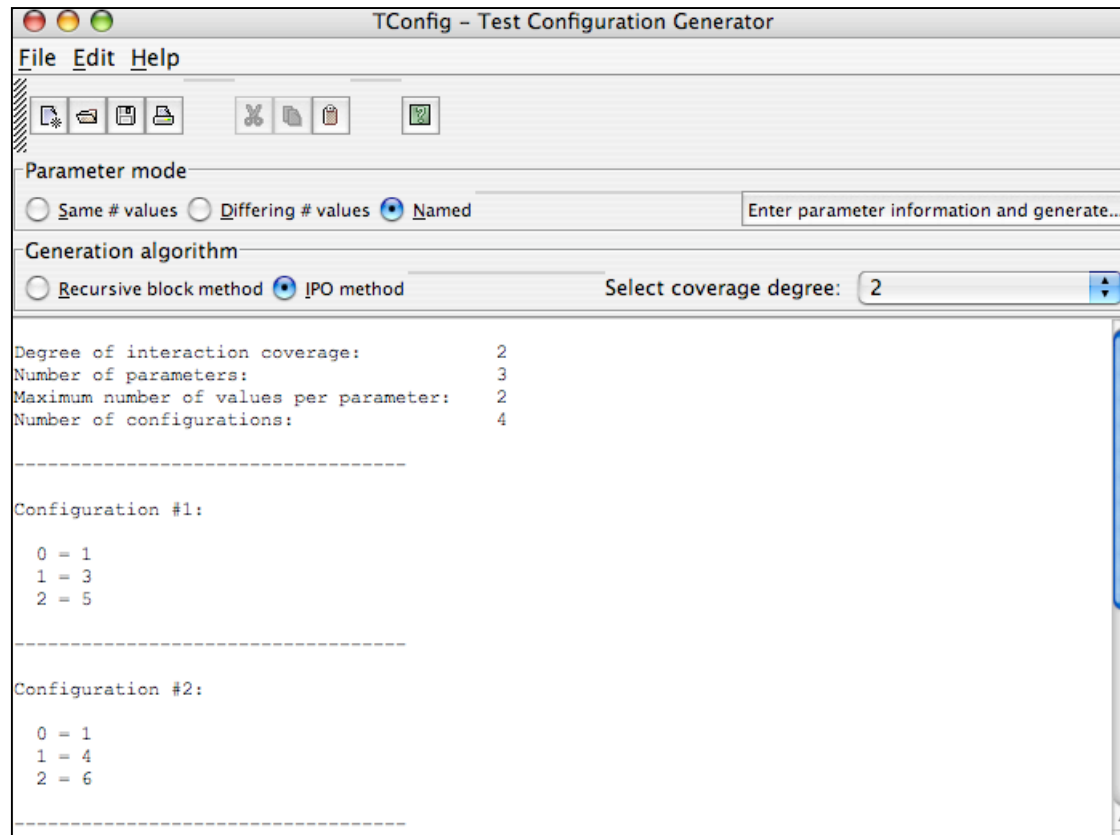 TConfig – Test Configuration Generator
File Edit Help
Parameter mode
Same # values Differing # values Named Enter parameter information and generate...
Generation algorithm
Recursive block method IPO method Select coverage degree: 2
Degree of interaction coverage: 2
Number of parameters: 3
Maximum number of values per parameter: 2
Number of configurations: 4
-----------------------------------
Configuration #1:
0 = 1
1 = 3
2 = 5
-----------------------------------
Configuration #2:
0 = 1
1 = 4
2 = 6
-----------------------------------